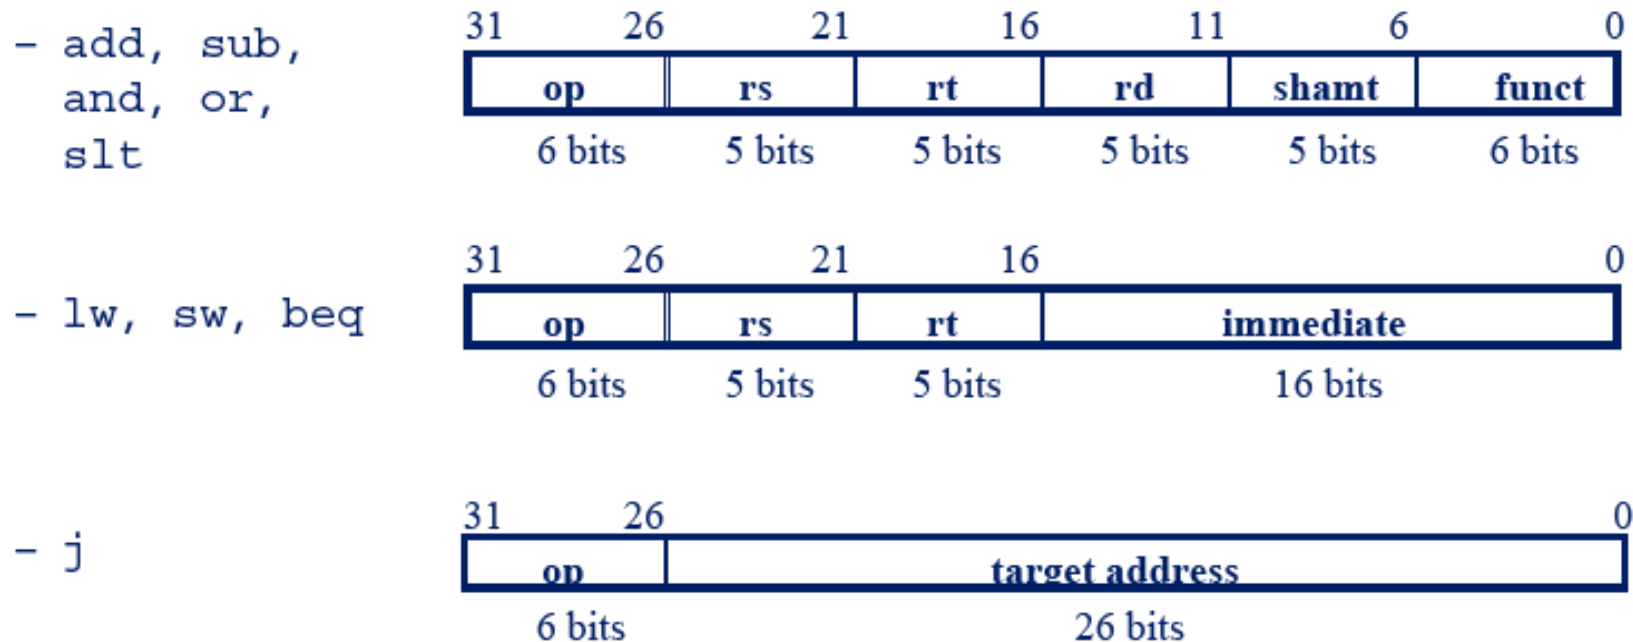 - add, sub,
and, or,
slt
31 26 21 16 11 6 0
op rs rt rd shamt funct
6 bits 5 bits 5 bits 5 bits 5 bits 6 bits
- lw, sw, beq
31 26 21 16 0
op rs rt immediate
6 bits 5 bits 5 bits 16 bits
- j
31 26 0
op target address
6 bits 26 bits